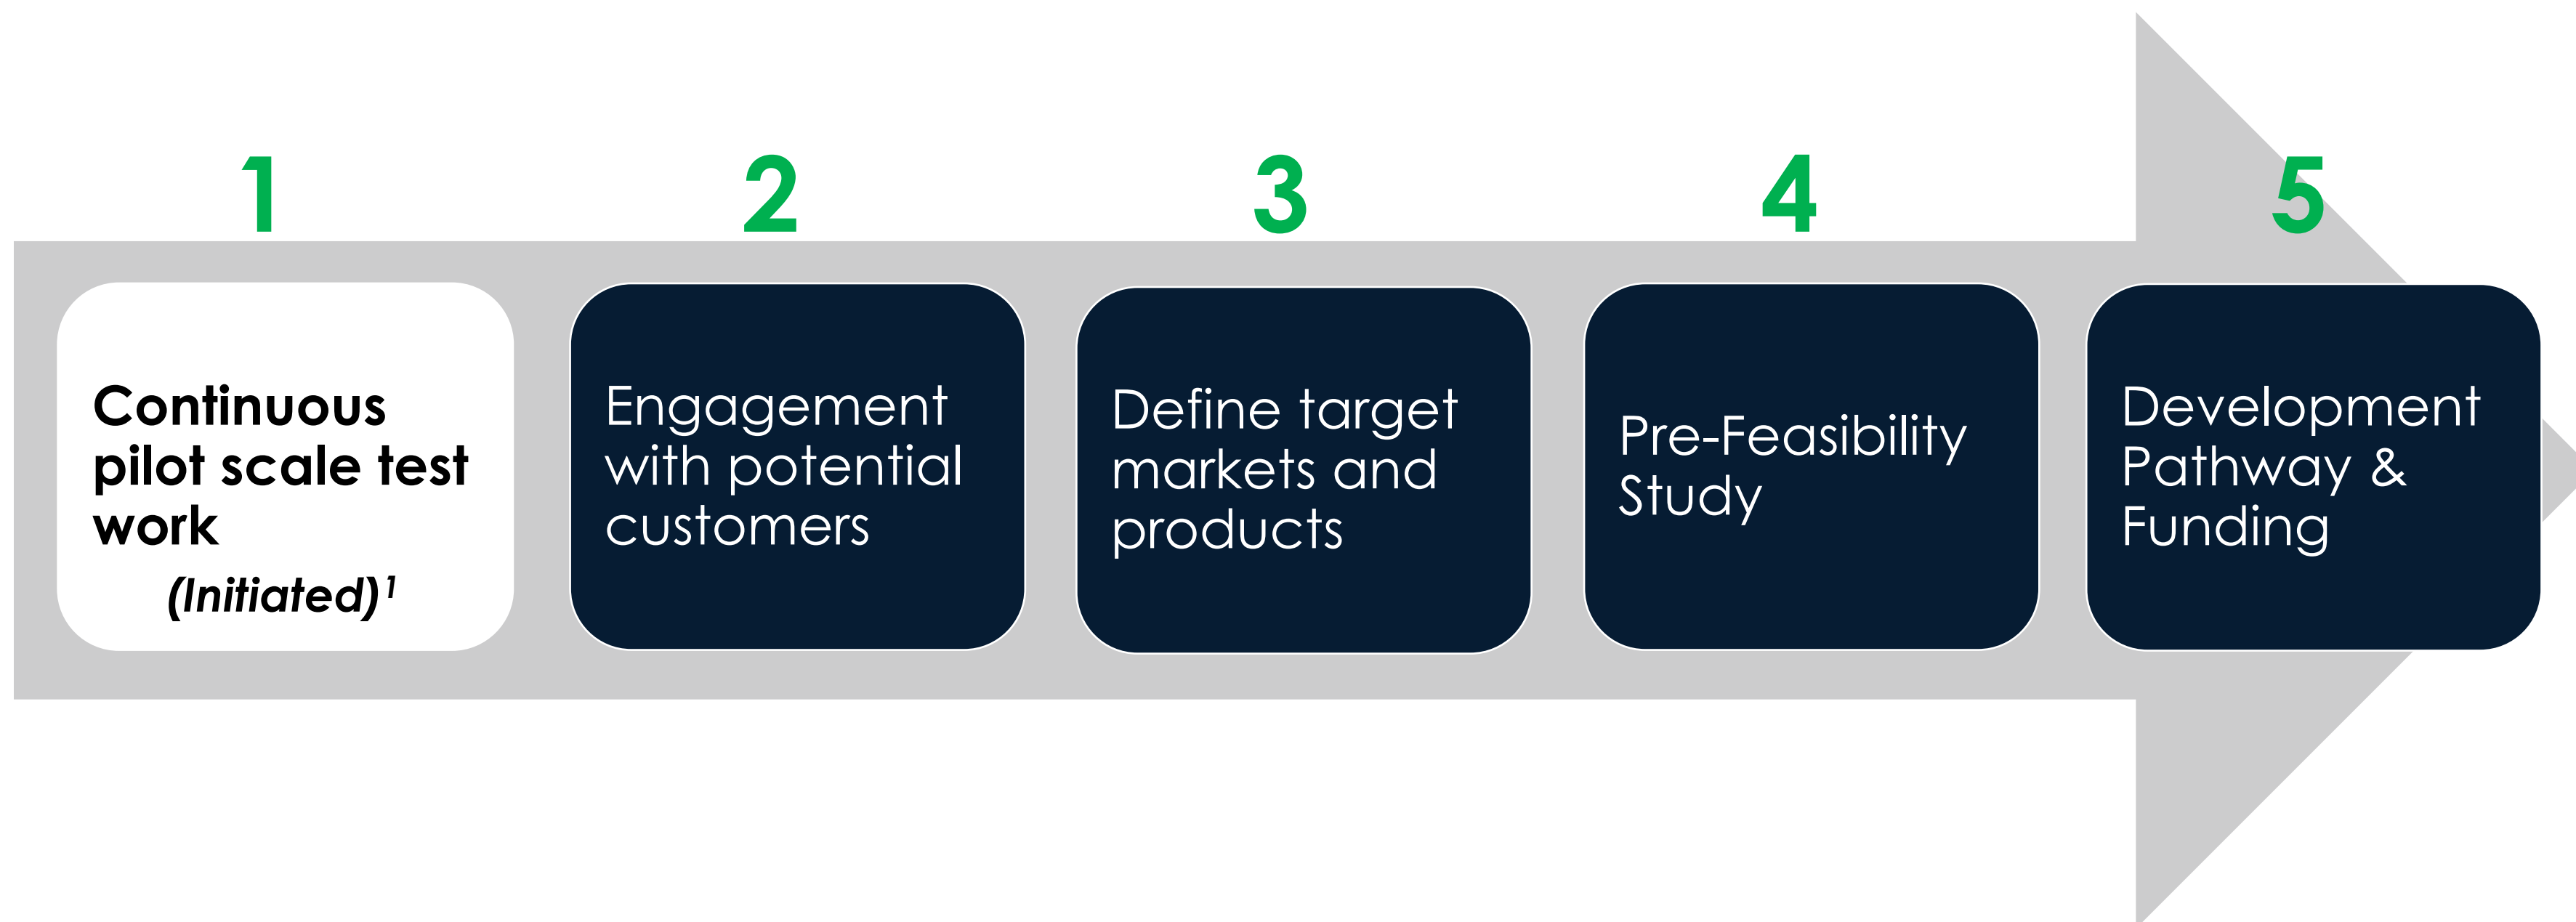 1
Continuous
pilot scale test
work
(Initiated)¹
2
Engagement
with potential
customers
3
Define target
markets and
products
4
Pre-Feasibility
Study
5
Development
Pathway &
Funding